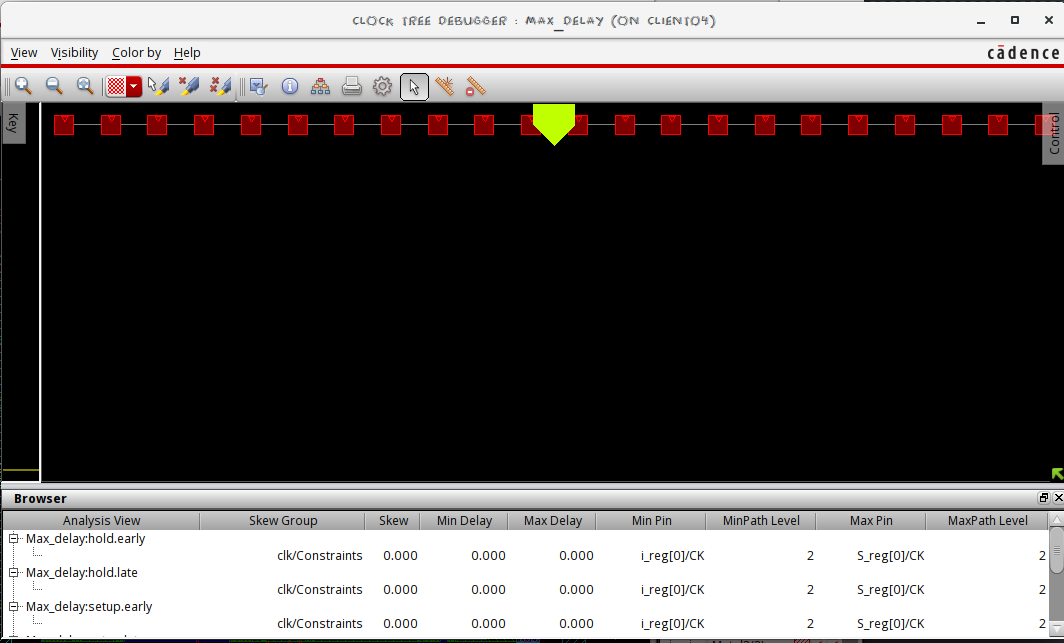 CLOCK TREE DEBUGGER : MAX_DELAY (ON CLIENT04)
View Visibility Color by Help
cādence
Key
Control
Browser
Analysis View Skew Group Skew Min Delay Max Delay Min Pin MinPath Level Max Pin MaxPath Level
Max_delay:hold.early
clk/Constraints 0.000 0.000 0.000 i_reg[0]/CK 2 S_reg[0]/CK 2
Max_delay:hold.late
clk/Constraints 0.000 0.000 0.000 i_reg[0]/CK 2 S_reg[0]/CK 2
Max_delay:setup.early
clk/Constraints 0.000 0.000 0.000 i_reg[0]/CK 2 S_reg[0]/CK 2